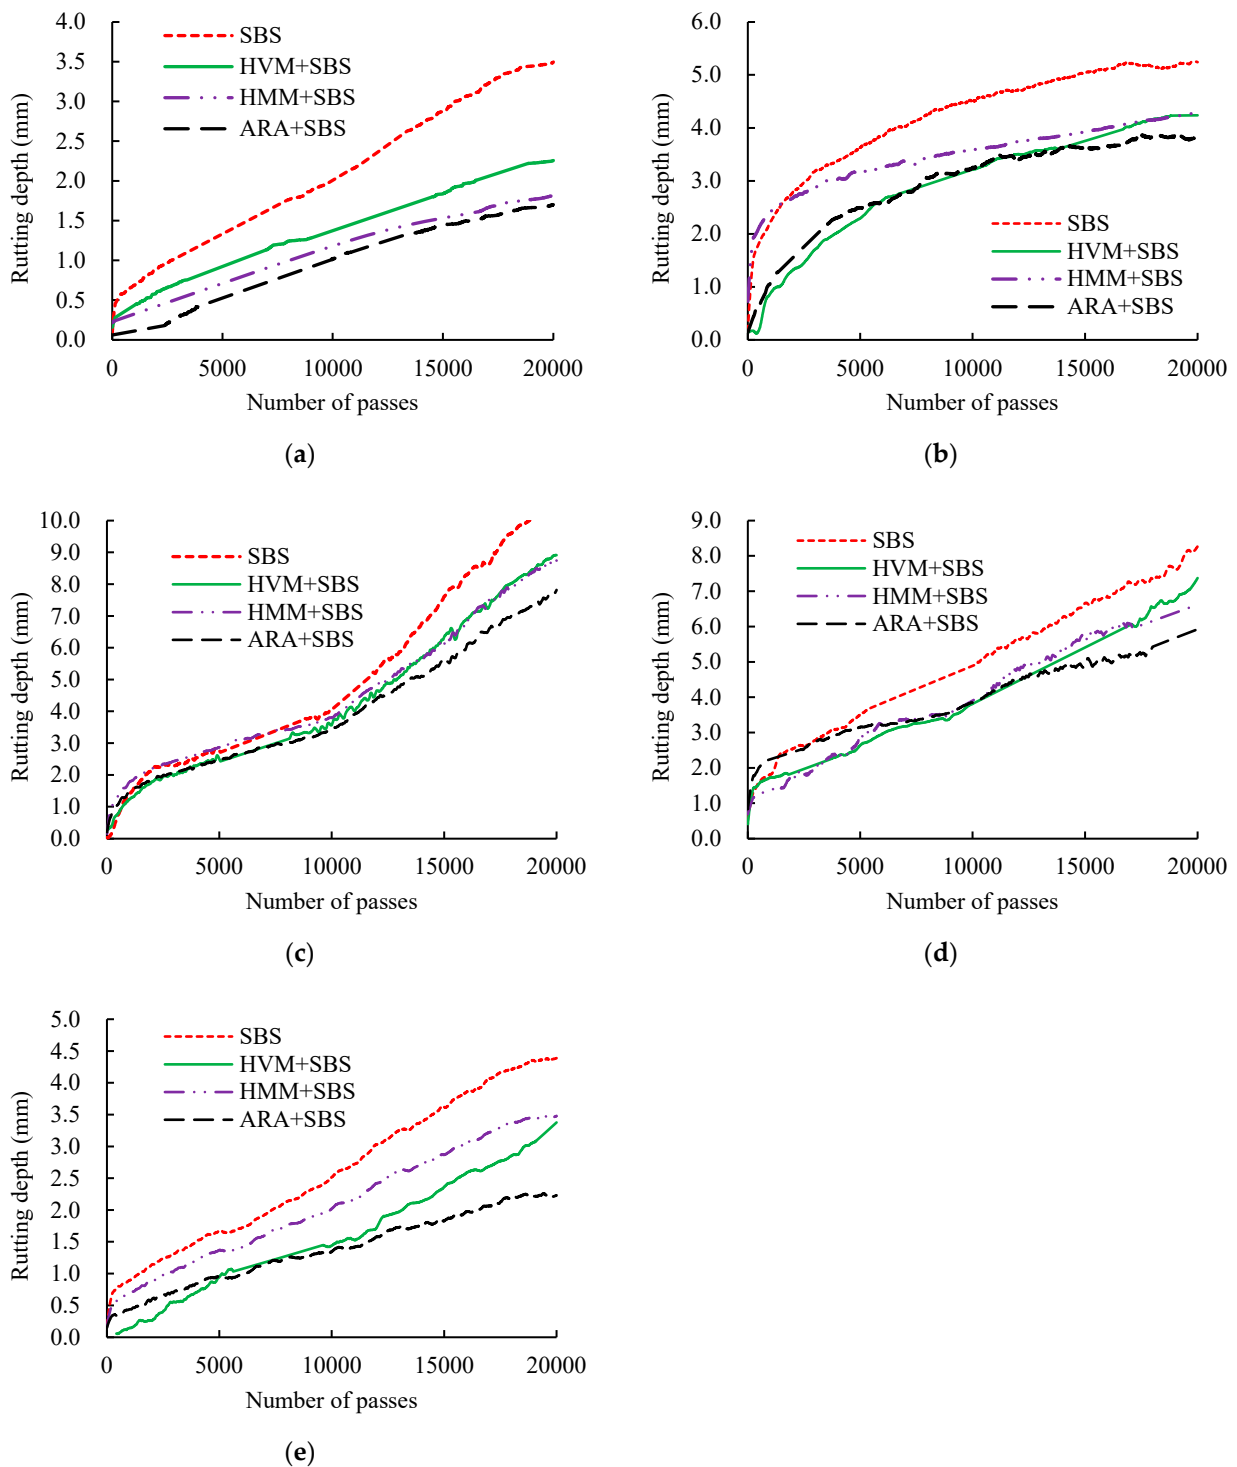 4.0
3.5
3.0
2.5
2.0
1.5
1.0
0.5
0.0
Rutting depth (mm)
SBS
HVM+SBS
HMM+SBS
ARA+SBS
0 5000 10000 15000 20000
Number of passes
(a)
6.0
5.0
4.0
3.0
2.0
1.0
0.0
Rutting depth (mm)
SBS
HVM+SBS
HMM+SBS
ARA+SBS
0 5000 10000 15000 20000
Number of passes
(b)
10.0
9.0
8.0
7.0
6.0
5.0
4.0
3.0
2.0
1.0
0.0
Rutting depth (mm)
SBS
HVM+SBS
HMM+SBS
ARA+SBS
0 5000 10000 15000 20000
Number of passes
(c)
9.0
8.0
7.0
6.0
5.0
4.0
3.0
2.0
1.0
0.0
Rutting depth (mm)
SBS
HVM+SBS
HMM+SBS
ARA+SBS
0 5000 10000 15000 20000
Number of passes
(d)
5.0
4.5
4.0
3.5
3.0
2.5
2.0
1.5
1.0
0.5
0.0
Rutting depth (mm)
SBS
HVM+SBS
HMM+SBS
ARA+SBS
0 5000 10000 15000 20000
Number of passes
(e)